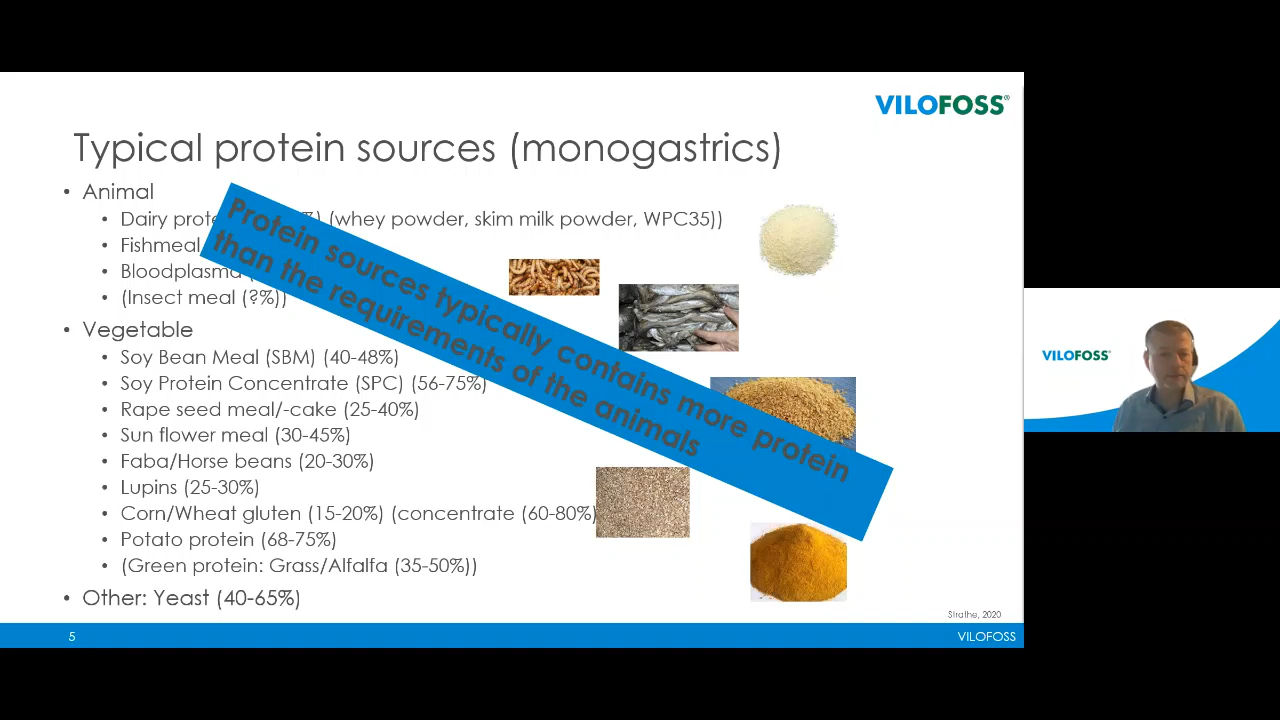 VILOFOSS®
Typical protein sources (monogastrics)
• Animal
• Dairy prote %) (whey powder, skim milk powder, WPC35))
• Fishmeal
• Bloodplasma
• (Insect meal (?%))
Protein sources typically contains more protein
than the requirements of the animals
• Vegetable
• Soy Bean Meal (SBM) (40-48%)
• Soy Protein Concentrate (SPC) (56-75%)
• Rape seed meal/-cake (25-40%)
• Sun flower meal (30-45%)
• Faba/Horse beans (20-30%)
• Lupins (25-30%)
• Corn/Wheat gluten (15-20%) (concentrate (60-80%)
• Potato protein (68-75%)
• (Green protein: Grass/Alfalfa (35-50%))
• Other: Yeast (40-65%)
Strathe, 2020
5
VILOFOSS
VILOFOSS®